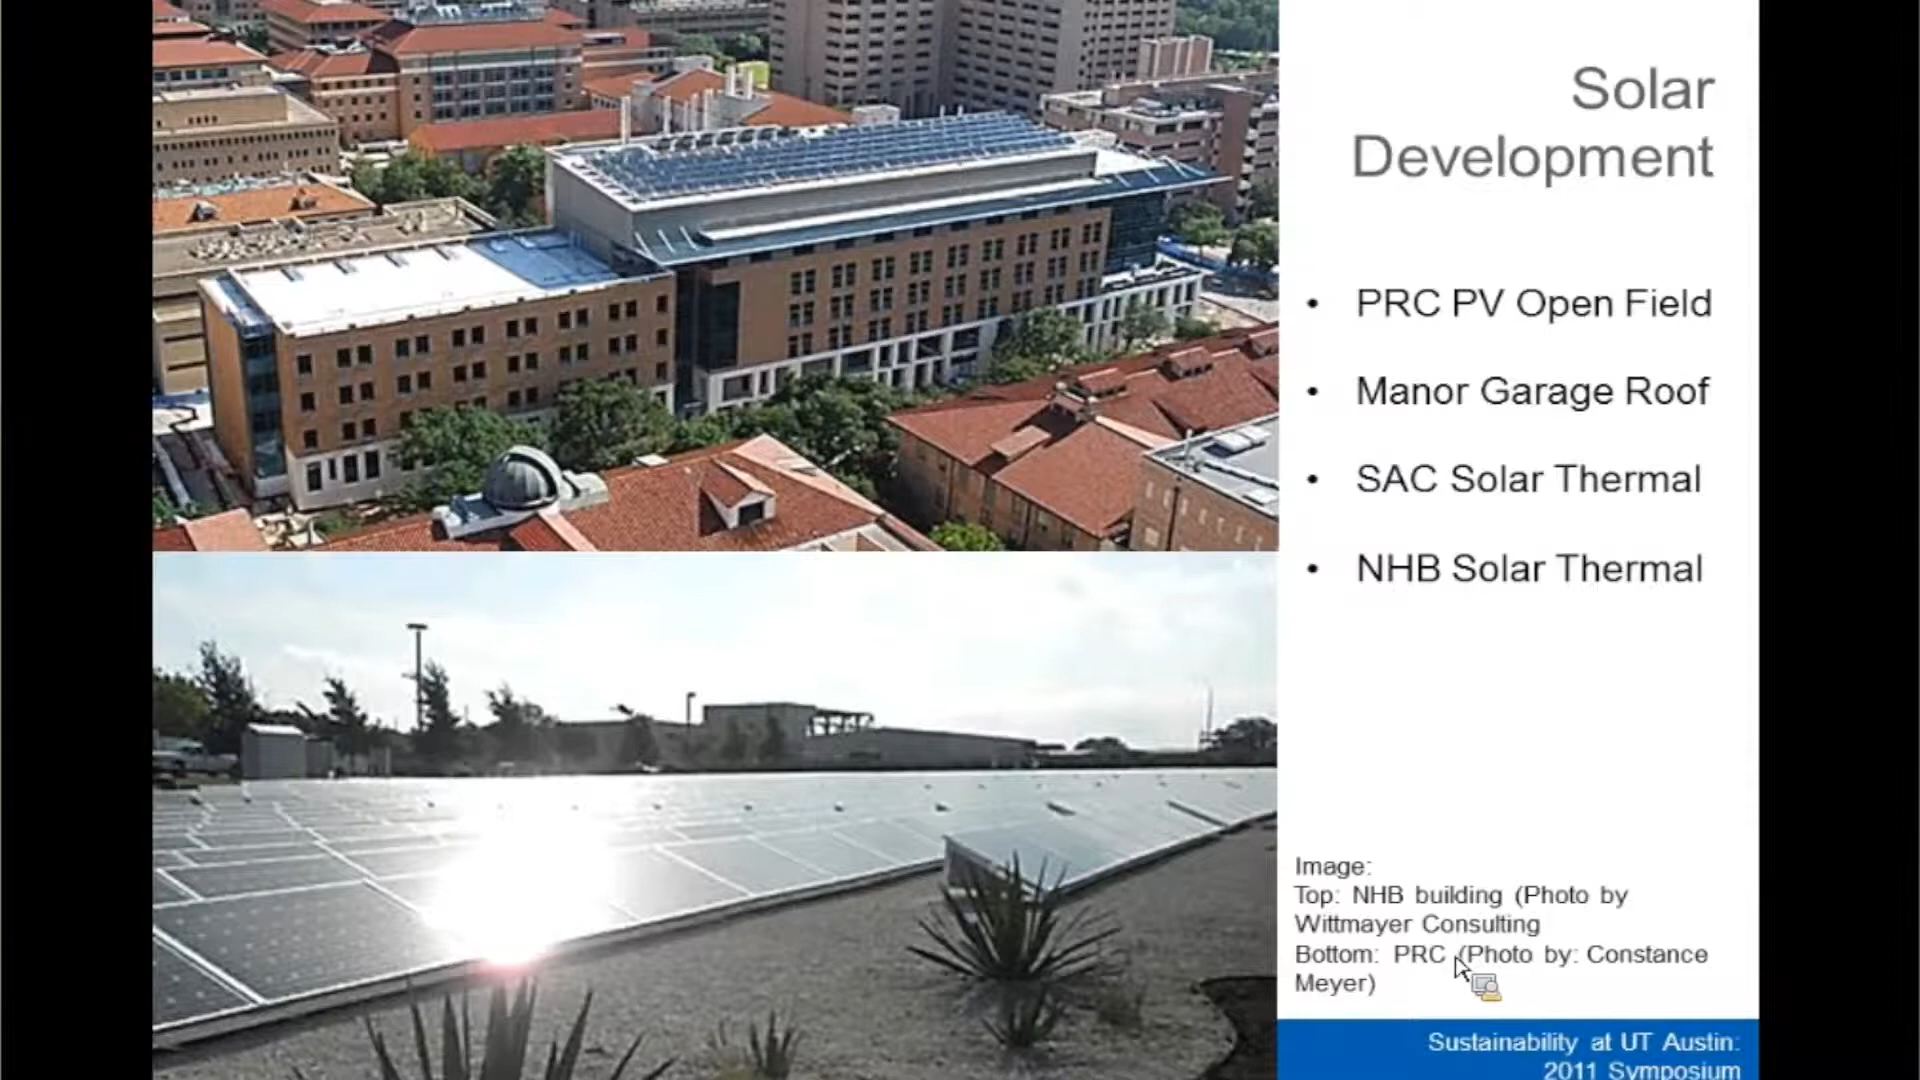 Solar
Development
• PRC PV Open Field
• Manor Garage Roof
• SAC Solar Thermal
• NHB Solar Thermal
Image:
Top: NHB building (Photo by
Wittmayer Consulting
Bottom: PRC (Photo by: Constance
Meyer)
Sustainability at UT Austin:
2011 Symposium